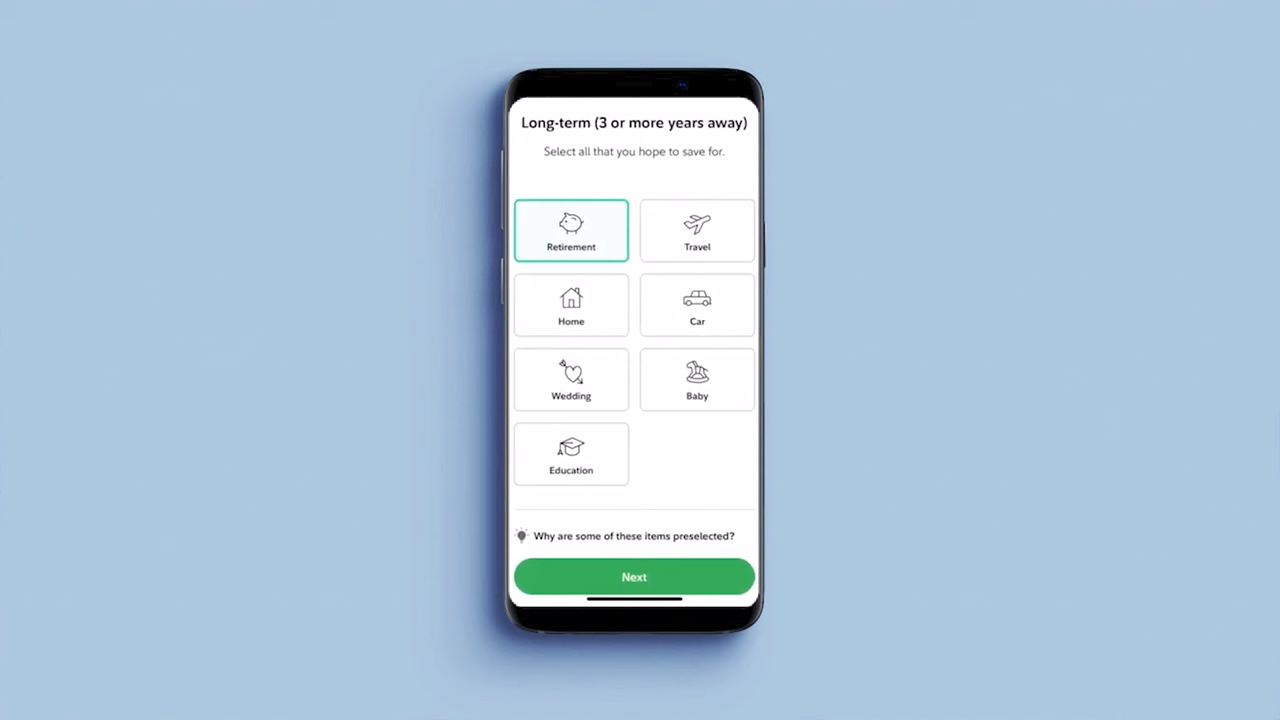 Long-term (3 or more years away)
Select all that you hope to save for.
Retirement
Travel
Home
Car
Wedding
Baby
Education
Why are some of these items preselected?
Next